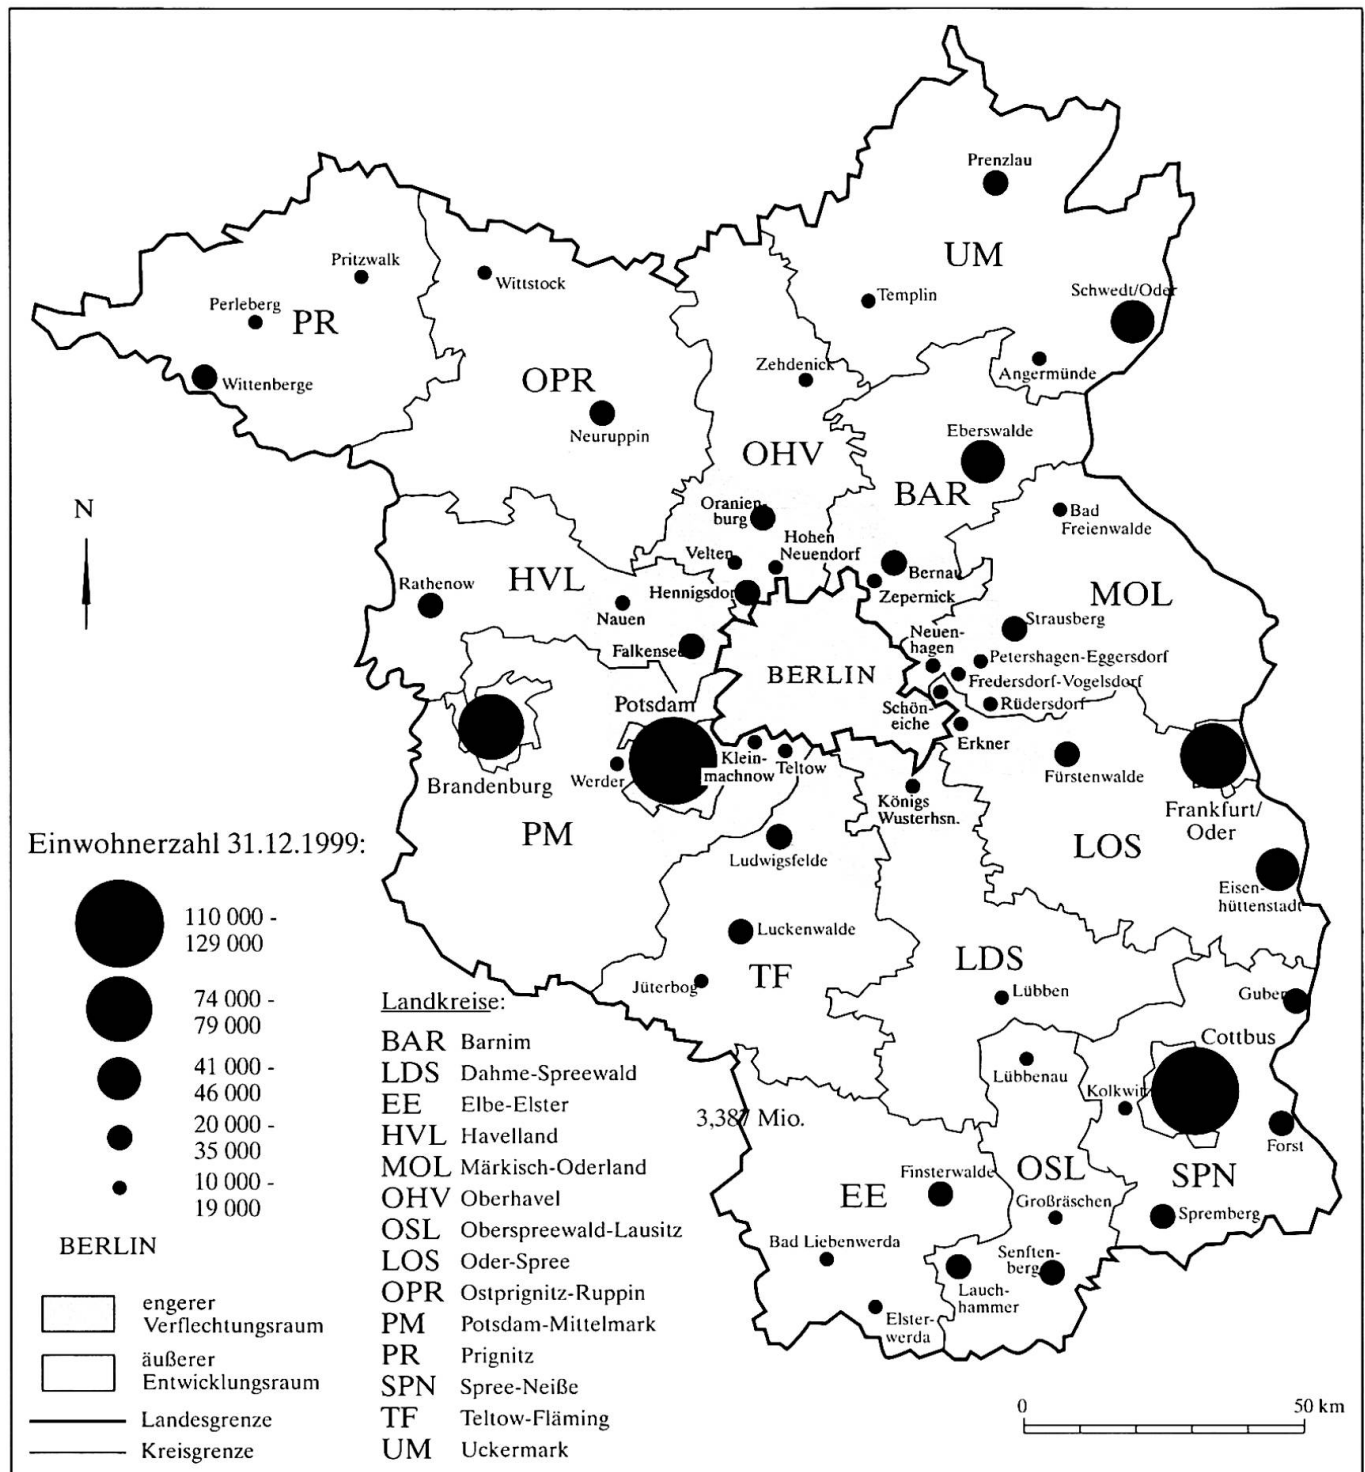 Prenzlau
UM
Pritzwalk
Wittstock
Templin
Schwedt/Oder
Perleberg
PR
Zehdenick
Angermünde
Wittenberge
OPR
Neuruppin
Eberswalde
OHV
BAR
N
Oranien-
burg
Bad
Freienwalde
Hohen
Neuendorf
Velten
Bernau
Zepernick
Rathenow
HVL
Hennigsdorf
MOL
Nauen
Strausberg
Neuen-
hagen
Falkensee
Petershagen-Eggersdorf
BERLIN
Fredersdorf-Vogelsdorf
Potsdam
Schön-
eiche
Rüdersdorf
Erkner
Klein-
machnow
Teltow
Werder
Brandenburg
Fürstenwalde
Königs
Wusterhsn.
Frankfurt/
Oder
PM
LOS
Ludwigsfelde
Eisen-
hüttenstadt
Luckenwalde
TF
LDS
Jüterbog
Lübben
Guben
Cottbus
Lübbenau
Kolkwitz
Forst
3,387 Mio.
Finsterwalde
OSL
SPN
EE
Großräschen
Spremberg
Bad Liebenwerda
Senften-
berg
Lauch-
hammer
Elster-
werda
Einwohnerzahl 31.12.1999:
110 000 -
129 000
74 000 -
79 000
41 000 -
46 000
20 000 -
35 000
10 000 -
19 000
BERLIN
engerer
Verflechtungsraum
äußerer
Entwicklungsraum
Landesgrenze
Kreisgrenze
Landkreise:
BAR Barnim
LDS Dahme-Spreewald
EE Elbe-Elster
HVL Havelland
MOL Märkisch-Oderland
OHV Oberhavel
OSL Oberspreewald-Lausitz
LOS Oder-Spree
OPR Ostprignitz-Ruppin
PM Potsdam-Mittelmark
PR Prignitz
SPN Spree-Neiße
TF Teltow-Fläming
UM Uckermark
0 50 km